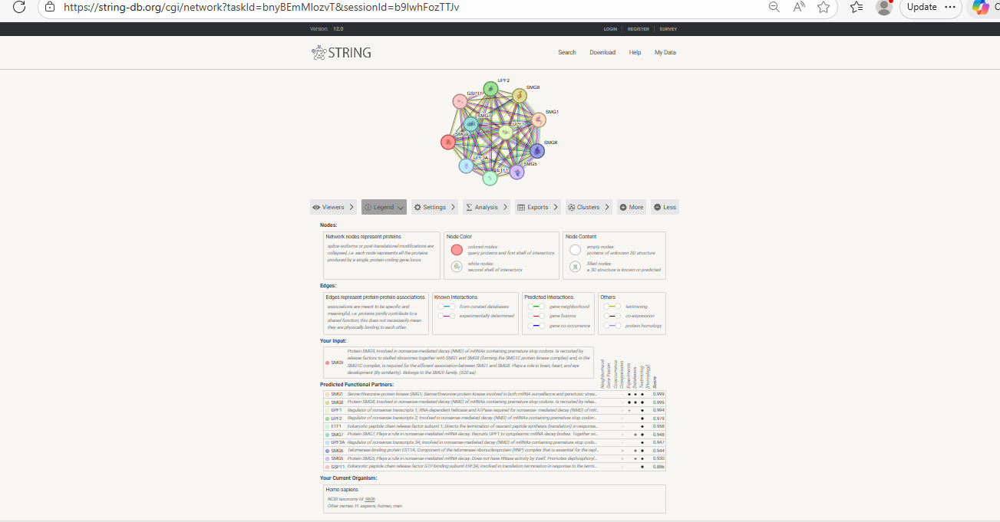 https://string-db.org/cgi/network?taskId=bnyBEmMIozvT&sessionId=b9IwhFozTTJv
Update
Version: 12.0
LOGIN | REGISTER | SURVEY
STRING
Search Download Help My Data
UPF2
SMG8
GSPT1
SMG1
SMG7
UPF1
SMG9
SMG6
UPF3A
SMG5
ETF1
Viewers
Legend
Settings
Analysis
Exports
Clusters
More
Less
Nodes:
Network nodes represent proteins
splice isoforms or post-translational modifications are
collapsed, i.e. each node represents all the proteins
produced by a single, protein-coding gene locus.
Node Color
colored nodes:
query proteins and first shell of interactors
white nodes:
second shell of interactors
Node Content
empty nodes:
proteins of unknown 3D structure
filled nodes:
a 3D structure is known or predicted
Edges:
Edges represent protein-protein associations
associations are meant to be specific and
meaningful, i.e. proteins jointly contribute to a
shared function; this does not necessarily mean
they are physically binding to each other.
Known Interactions
from curated databases
experimentally determined
Predicted Interactions
gene neighborhood
gene fusions
gene co-occurrence
Others
textmining
co-expression
protein homology
Your Input:
SMG9
Protein SMG9; Involved in nonsense-mediated decay (NMD) of mRNAs containing premature stop codons. Is recruited by
release factors to stalled ribosomes together with SMG1 and SMG8 (forming the SMG1C protein kinase complex) and, in the
SMG1C complex, is required for the efficient association between SMG1 and SMG8. Plays a role in brain, heart, and eye
development (By similarity). Belongs to the SMG9 family. (520 aa)
Neighborhood
Gene Fusion
Cooccurrence
Coexpression
Experiments
Databases
Textmining
[Homology]
Score
Predicted Functional Partners:
SMG1 Serine/threonine protein kinase SMG1; Serine/threonine protein kinase involved in both mRNA surveillance and genotoxic stres... 0.999
SMG8 Protein SMG8; Involved in nonsense-mediated decay (NMD) of mRNAs containing premature stop codons. Is recruited by relea... 0.999
UPF1 Regulator of nonsense transcripts 1; RNA-dependent helicase and ATPase required for nonsense- mediated decay (NMD) of mR... 0.994
UPF2 Regulator of nonsense transcripts 2; Involved in nonsense-mediated decay (NMD) of mRNAs containing premature stop codon... 0.979
ETF1 Eukaryotic peptide chain release factor subunit 1; Directs the termination of nascent peptide synthesis (translation) in response... 0.958
SMG7 Protein SMG7; Plays a role in nonsense-mediated mRNA decay. Recruits UPF1 to cytoplasmic mRNA decay bodies. Together wi... 0.948
UPF3A Regulator of nonsense transcripts 3A; Involved in nonsense-mediated decay (NMD) of mRNAs containing premature stop codo... 0.947
SMG6 Telomerase-binding protein EST1A; Component of the telomerase ribonucleoprotein (RNP) complex that is essential for the repl... 0.944
SMG5 Protein SMG5; Plays a role in nonsense-mediated mRNA decay. Does not have RNase activity by itself. Promotes dephosphoryl... 0.930
GSPT1 Eukaryotic peptide chain release factor GTP-binding subunit ERF3A; Involved in translation termination in response to the termi... 0.886
Your Current Organism:
Homo sapiens
NCBI taxonomy Id: 9606
Other names: H. sapiens, human, man